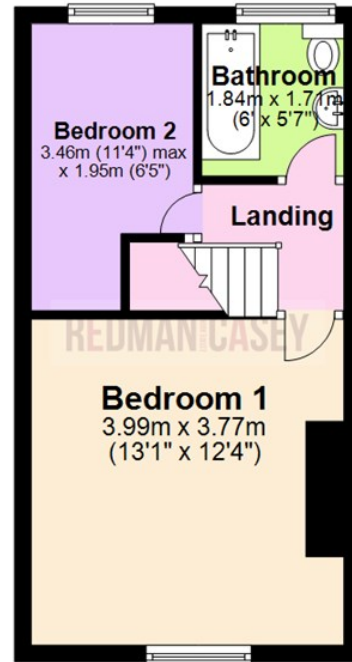 Bathroom
1.84m x 1.71m
(6' x 5'7")
Bedroom 2
3.46m (11'4") max
x 1.95m (6'5")
Landing
REDMAN CASEY
Bedroom 1
3.99m x 3.77m
(13'1" x 12'4")